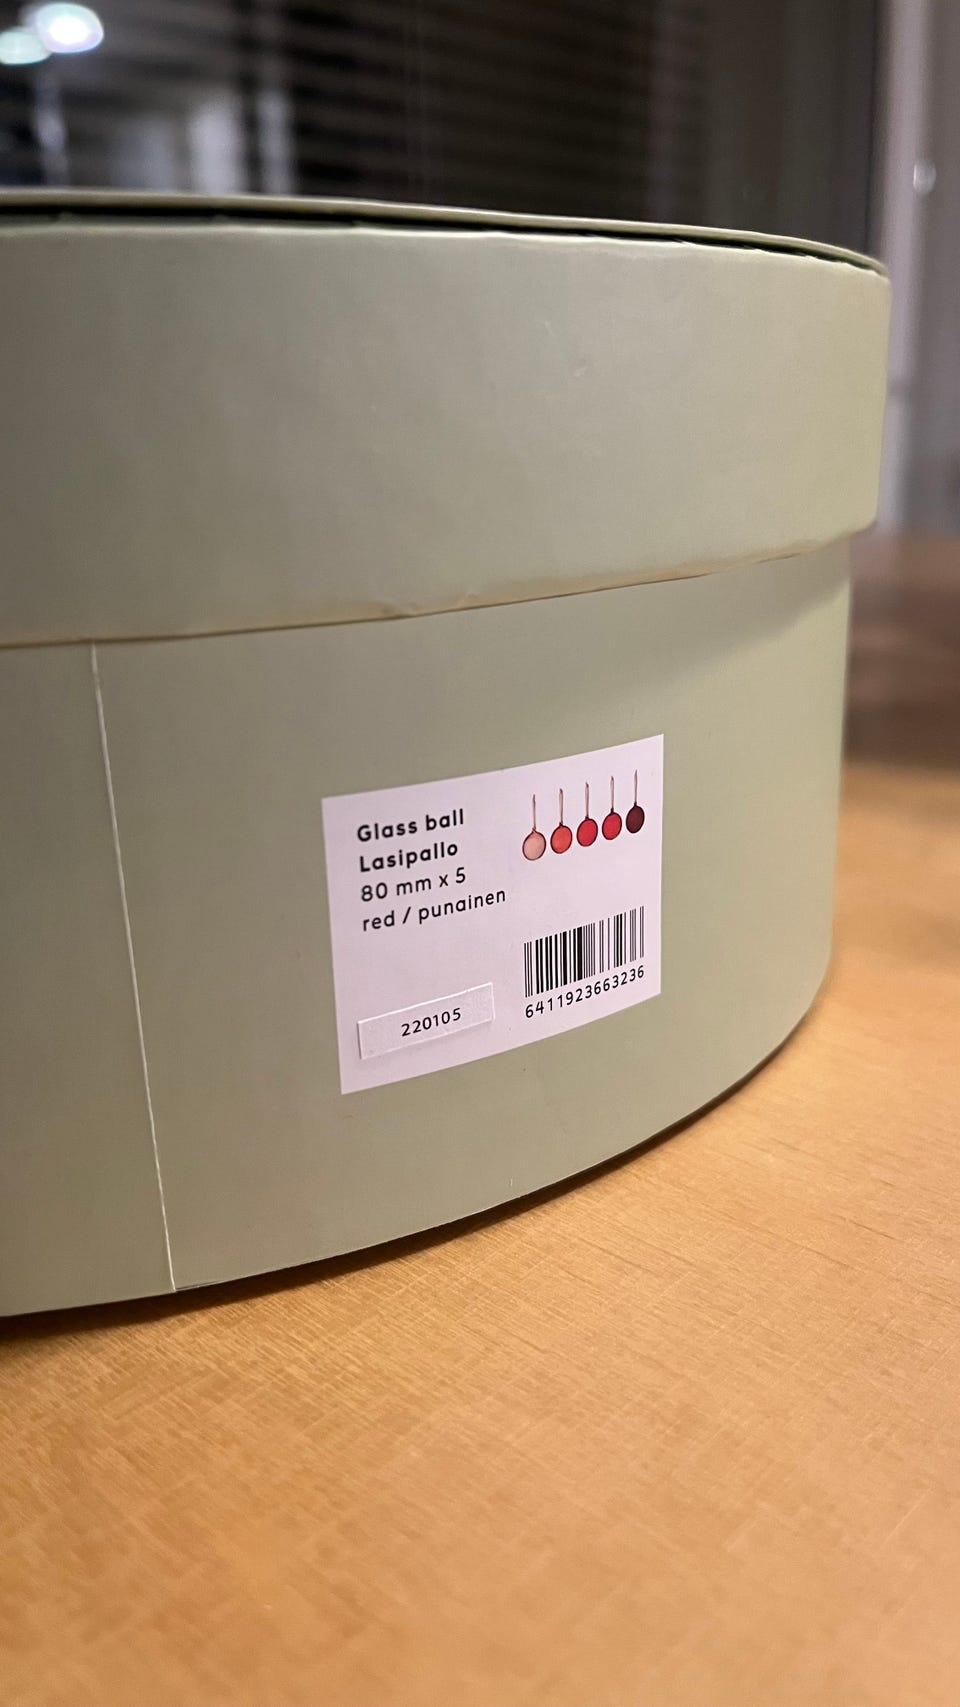 Glass ball
Lasipallo
80 mm x 5
red / punainen
220105
6411923663236